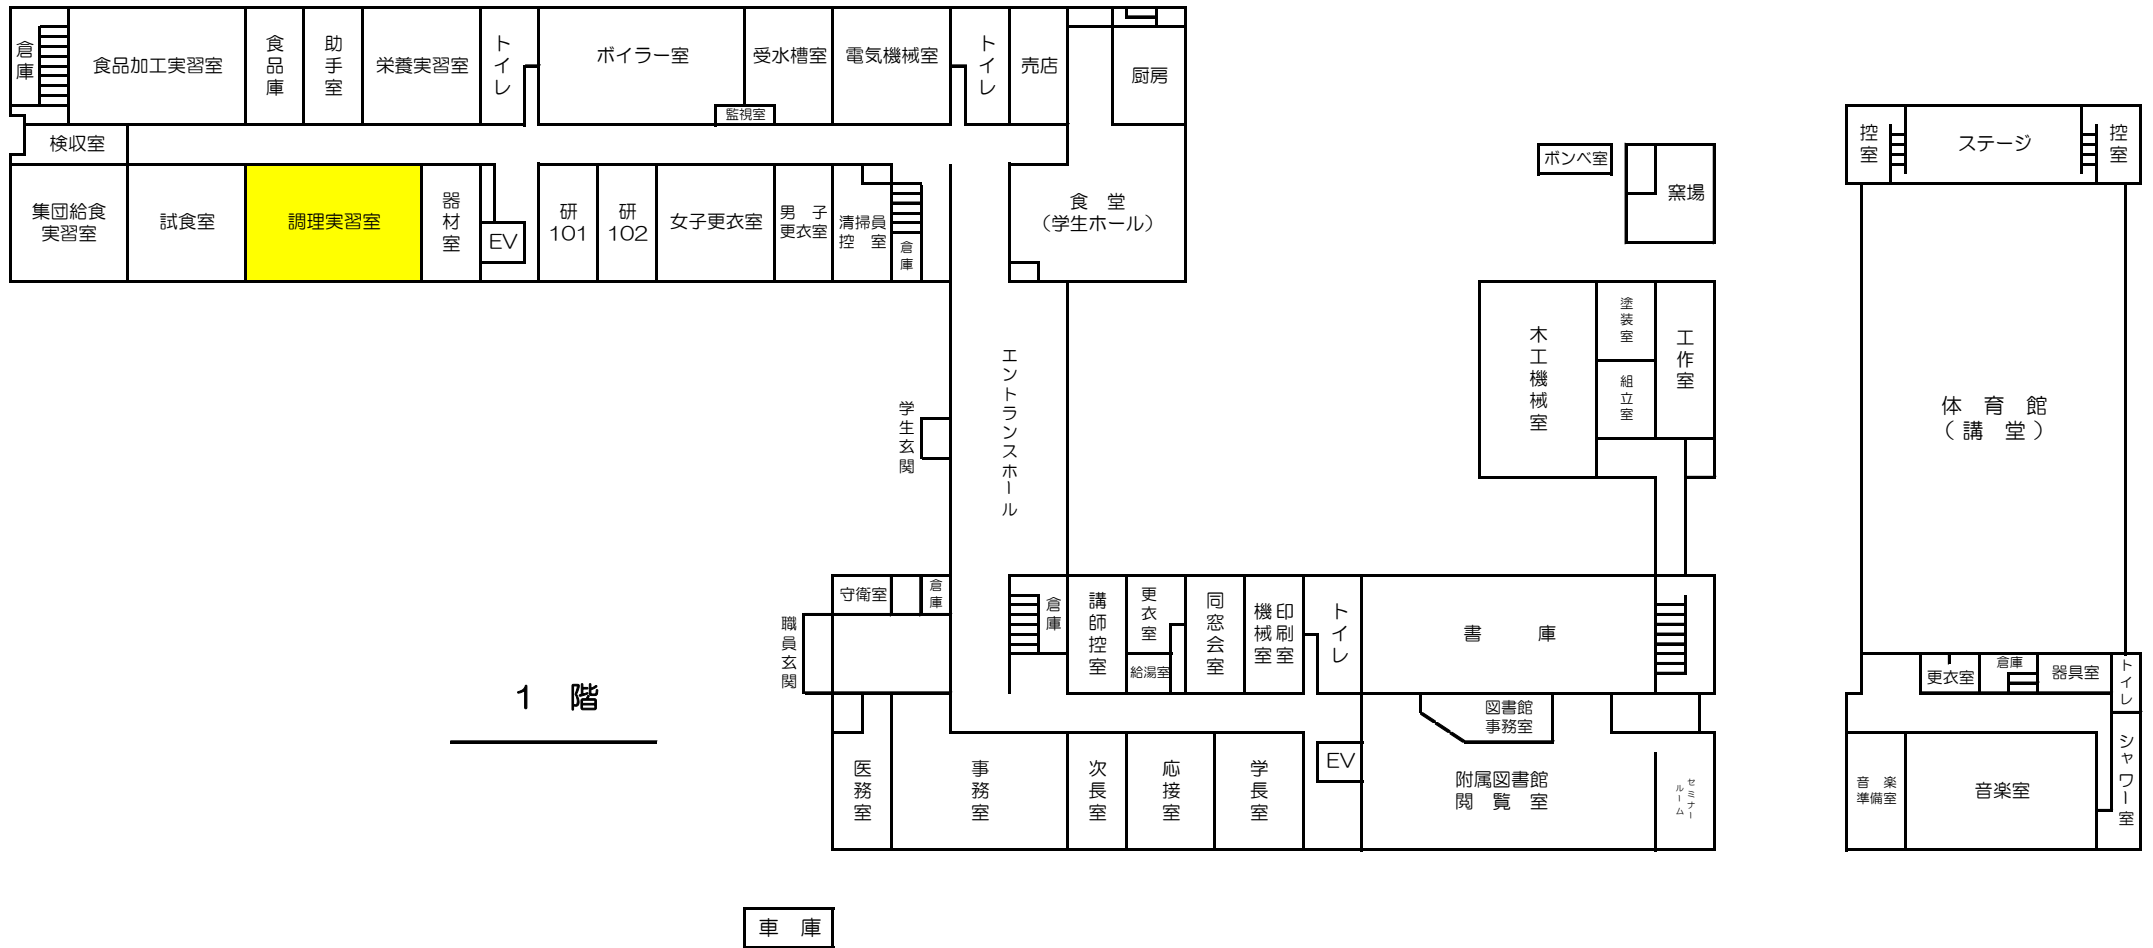 倉庫
食品加工実習室
食品庫
助手室
栄養実習室
トイレ
ボイラー室
受水槽室
電気機械室
トイレ
売店
厨房
監視室
検収室
集団給食
実習室
試食室
調理実習室
器材室
EV
研
101
研
102
女子更衣室
男 子
更衣室
清掃員
控 室
倉庫
食 堂
（学生ホール）
ボンベ室
窯場
控室
ステージ
控室
木工機械室
塗装室
組立室
工作室
体 育 館
（ 講 堂 ）
エントランスホール
学生玄関
守衛室
倉庫
職員玄関
倉庫
講師控室
更衣室
給湯室
同窓会室
印刷室
機械室
トイレ
書 庫
更衣室
倉庫
器具室
トイレ
1 階
図書館
事務室
医務室
事務室
次長室
応接室
学長室
EV
附属図書館
閲 覧 室
セミナー
ルーム
音 楽
準備室
音楽室
シャワー室
車 庫